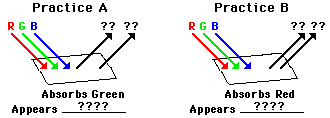 Practice A
R G B ?? ??
Absorbs Green
Appears ????
Practice B
R G B ?? ??
Absorbs Red
Appears ????